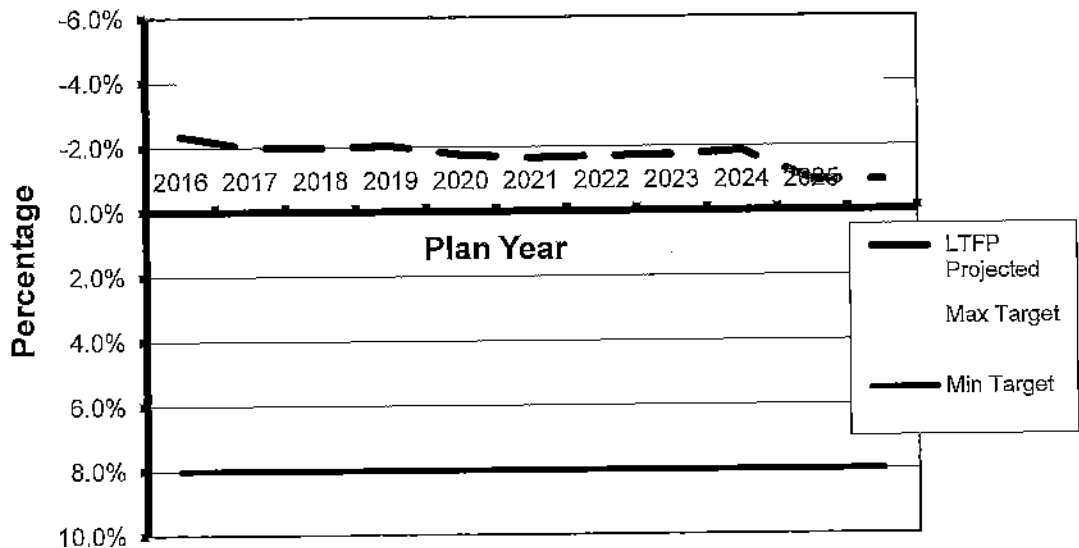 -6.0%
-4.0%
-2.0%
2016 2017 2018 2019 2020 2021 2022 2023 2024 2025
0.0%
Plan Year
2.0%
4.0%
6.0%
8.0%
10.0%
Percentage
LTFP
Projected
Max Target
Min Target